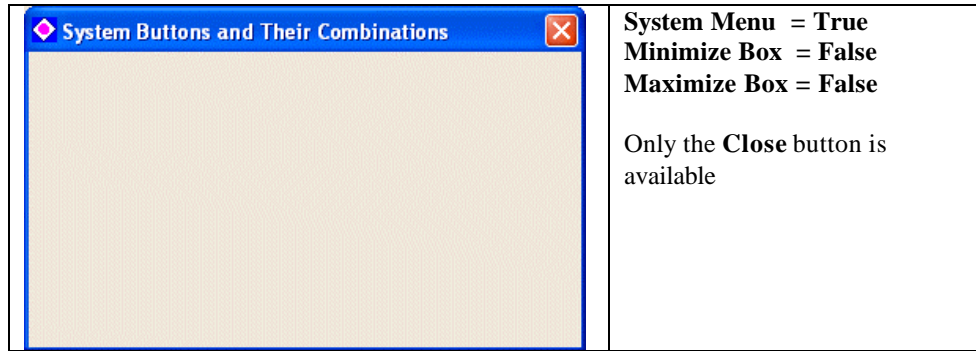 System Buttons and Their Combinations
System Menu = True
Minimize Box = False
Maximize Box = False
Only the Close button is
available